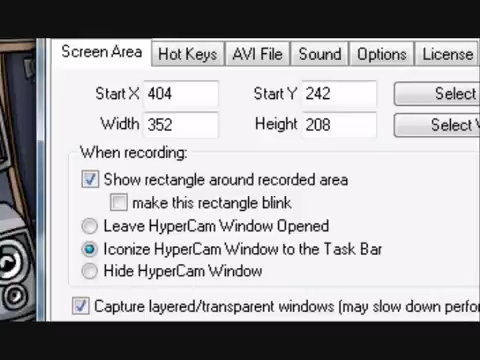 Screen Area Hot Keys AVI File Sound Options License
Start X 404 Start Y 242 Select
Width 352 Height 208 Select
When recording:
Show rectangle around recorded area
make this rectangle blink
Leave HyperCam Window Opened
Iconize HyperCam Window to the Task Bar
Hide HyperCam Window
Capture layered/transparent windows (may slow down perfor